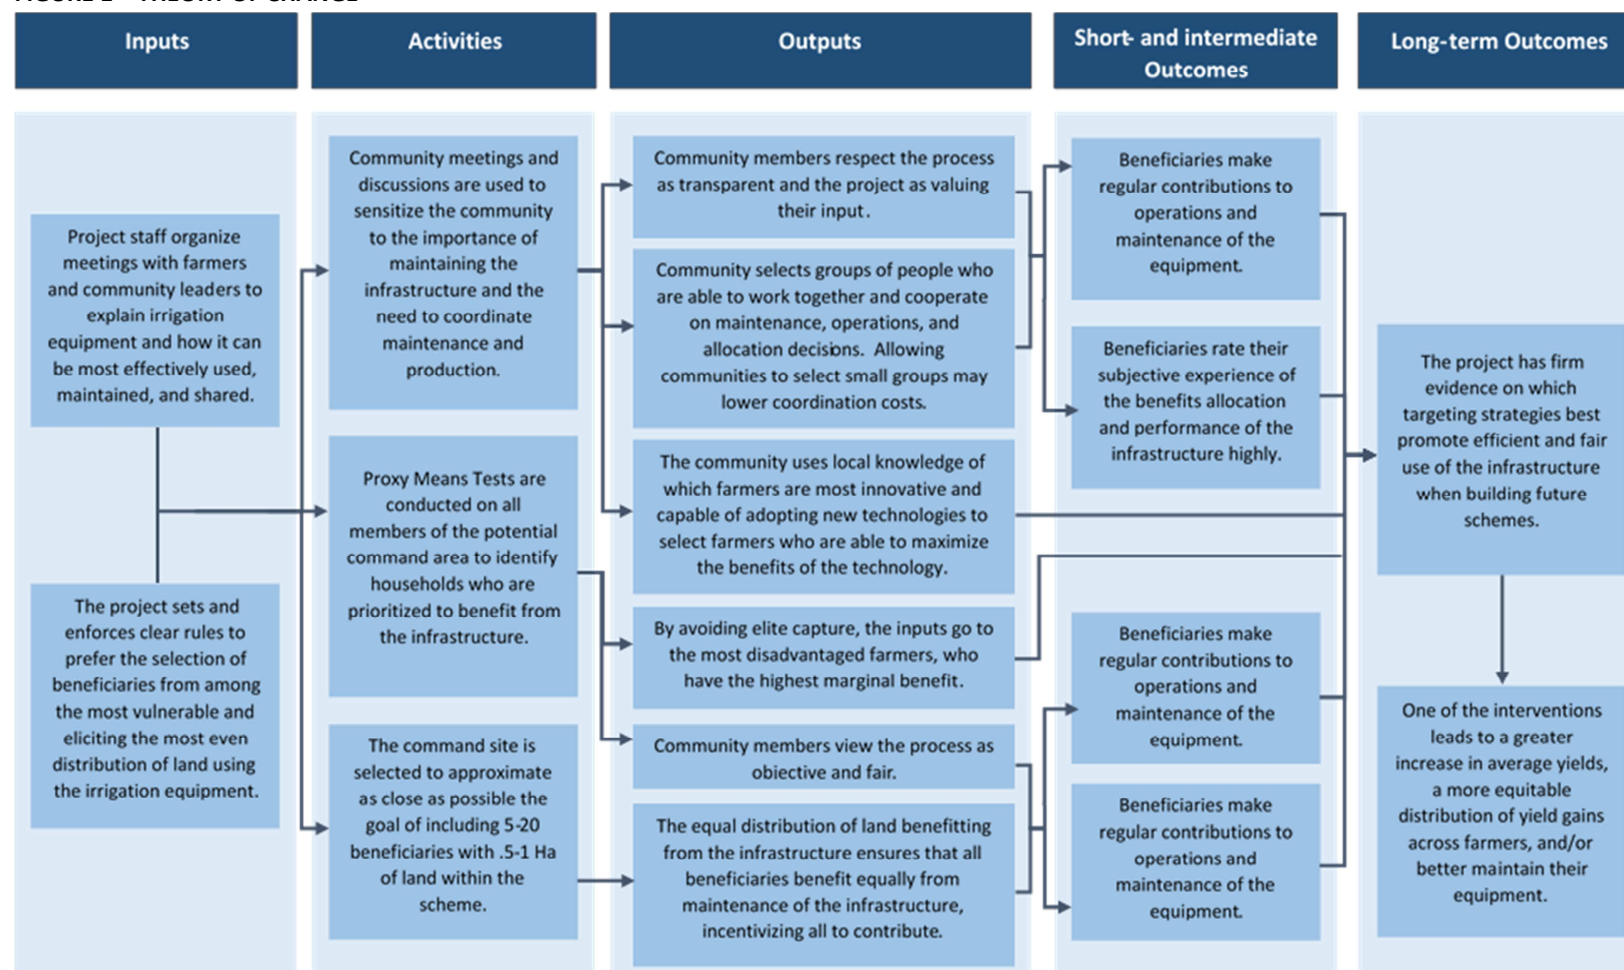 FIGURE 1 - THEORY OF CHANGE
Inputs
Activities
Outputs
Short- and intermediate
Outcomes
Long-term Outcomes
Project staff organize
meetings with farmers
and community leaders to
explain irrigation
equipment and how it can
be most effectively used,
maintained, and shared.
The project sets and
enforces clear rules to
prefer the selection of
beneficiaries from among
the most vulnerable and
eliciting the most even
distribution of land using
the irrigation equipment.
Community meetings and
discussions are used to
sensitize the community
to the importance of
maintaining the
infrastructure and the
need to coordinate
maintenance and
production.
Proxy Means Tests are
conducted on all
members of the potential
command area to identify
households who are
prioritized to benefit from
the infrastructure.
The command site is
selected to approximate
as close as possible the
goal of including 5-20
beneficiaries with .5-1 Ha
of land within the
scheme.
Community members respect the process
as transparent and the project as valuing
their input.
Community selects groups of people who
are able to work together and cooperate
on maintenance, operations, and
allocation decisions.  Allowing
communities to select small groups may
lower coordination costs.
The community uses local knowledge of
which farmers are most innovative and
capable of adopting new technologies to
select farmers who are able to maximize
the benefits of the technology.
By avoiding elite capture, the inputs go to
the most disadvantaged farmers, who
have the highest marginal benefit.
Community members view the process as
objective and fair.
The equal distribution of land benefitting
from the infrastructure ensures that all
beneficiaries benefit equally from
maintenance of the infrastructure,
incentivizing all to contribute.
Beneficiaries make
regular contributions to
operations and
maintenance of the
equipment.
Beneficiaries rate their
subjective experience of
the benefits allocation
and performance of the
infrastructure highly.
Beneficiaries make
regular contributions to
operations and
maintenance of the
equipment.
Beneficiaries make
regular contributions to
operations and
maintenance of the
equipment.
The project has firm
evidence on which
targeting strategies best
promote efficient and fair
use of the infrastructure
when building future
schemes.
One of the interventions
leads to a greater
increase in average yields,
a more equitable
distribution of yield gains
across farmers, and/or
better maintain their
equipment.